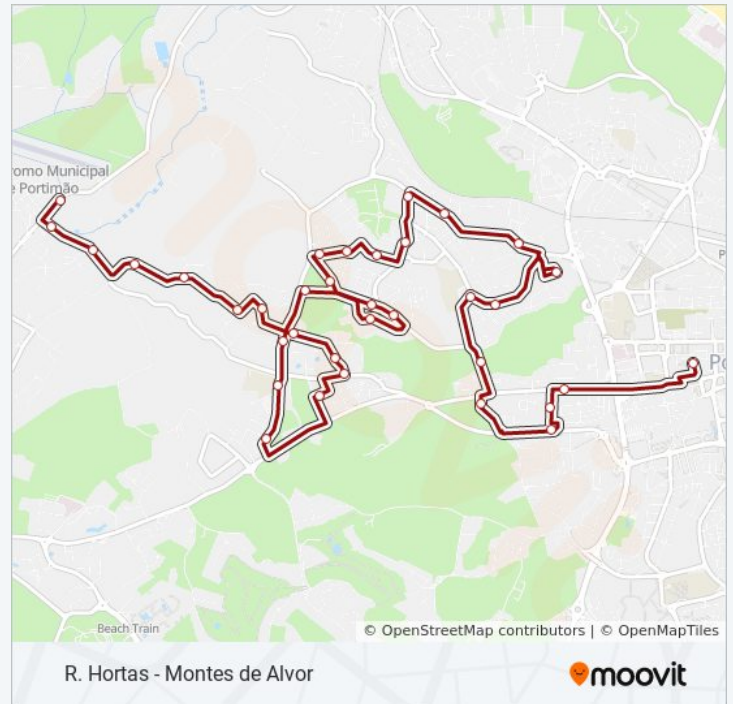 romo Municipal
e Portimão
P
Po
Beach Train
© OpenStreetMap contributors | © OpenMapTiles
R. Hortas - Montes de Alvor
moovit